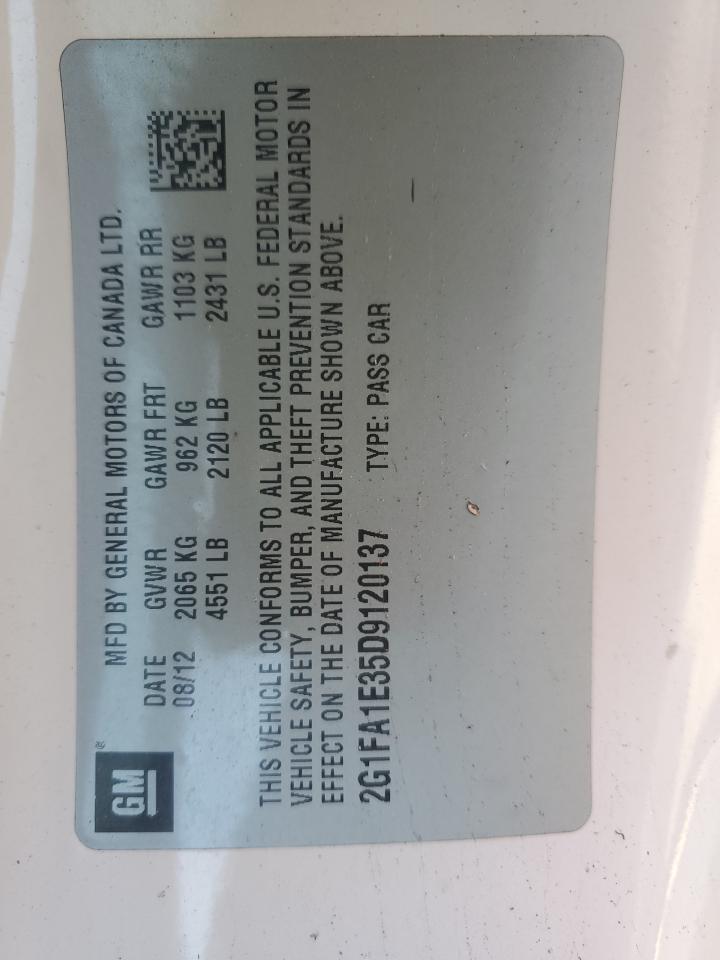 GM®
MFD BY GENERAL MOTORS OF CANADA LTD.
DATE GVWR GAWR FRT GAWR RR
08/12 2065 KG 962 KG 1103 KG
4551 LB 2120 LB 2431 LB
THIS VEHICLE CONFORMS TO ALL APPLICABLE U.S. FEDERAL MOTOR
VEHICLE SAFETY, BUMPER, AND THEFT PREVENTION STANDARDS IN
EFFECT ON THE DATE OF MANUFACTURE SHOWN ABOVE.
2G1FA1E35D9120137 TYPE: PASS CAR